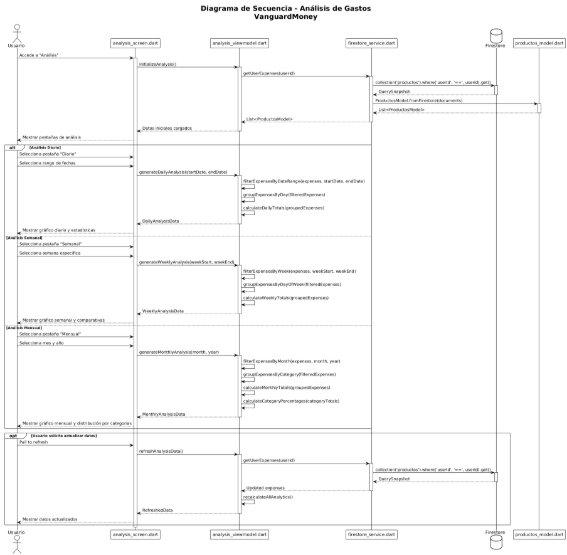 Diagrama de Secuencia - Análisis de Gastos
VanguardMoney
Usuario
analysis_screen.dart
analysis_viewmodel.dart
firestore_service.dart
Firestore
productos_model.dart
Accede a "Análisis"
initializeAnalysis()
getUserExpenses(userId)
collection('productos').where('userId', '==', userId).get()
QuerySnapshot
ProductosModel.fromFirestore(documents)
List<ProductosModel>
List<ProductosModel>
Datos iniciales cargados
Mostrar pestañas de análisis
alt [Análisis Diario]
Selecciona pestaña "Diario"
Selecciona rango de fechas
generateDailyAnalysis(startDate, endDate)
filterExpensesByDateRange(expenses, startDate, endDate)
groupExpensesByDay(filteredExpenses)
calculateDailyTotals(groupedExpenses)
DailyAnalysisData
Mostrar gráfico diario y estadísticas
[Análisis Semanal]
Selecciona pestaña "Semanal"
Selecciona semana específica
generateWeeklyAnalysis(weekStart, weekEnd)
filterExpensesByWeek(expenses, weekStart, weekEnd)
groupExpensesByDayOfWeek(filteredExpenses)
calculateWeeklyTotals(groupedExpenses)
WeeklyAnalysisData
Mostrar gráfico semanal y comparativas
[Análisis Mensual]
Selecciona pestaña "Mensual"
Selecciona mes y año
generateMonthlyAnalysis(month, year)
filterExpensesByMonth(expenses, month, year)
groupExpensesByCategory(filteredExpenses)
calculateMonthlyTotals(groupedExpenses)
calculateCategoryPercentages(categoryTotals)
MonthlyAnalysisData
Mostrar gráfico mensual y distribución por categorías
opt [Usuario solicita actualizar datos]
Pull to refresh
refreshAnalysisData()
getUserExpenses(userId)
collection('productos').where('userId', '==', userId).get()
QuerySnapshot
Updated expenses
recalculateAllAnalytics()
RefreshedData
Mostrar datos actualizados
Usuario
analysis_screen.dart
analysis_viewmodel.dart
firestore_service.dart
Firestore
productos_model.dart